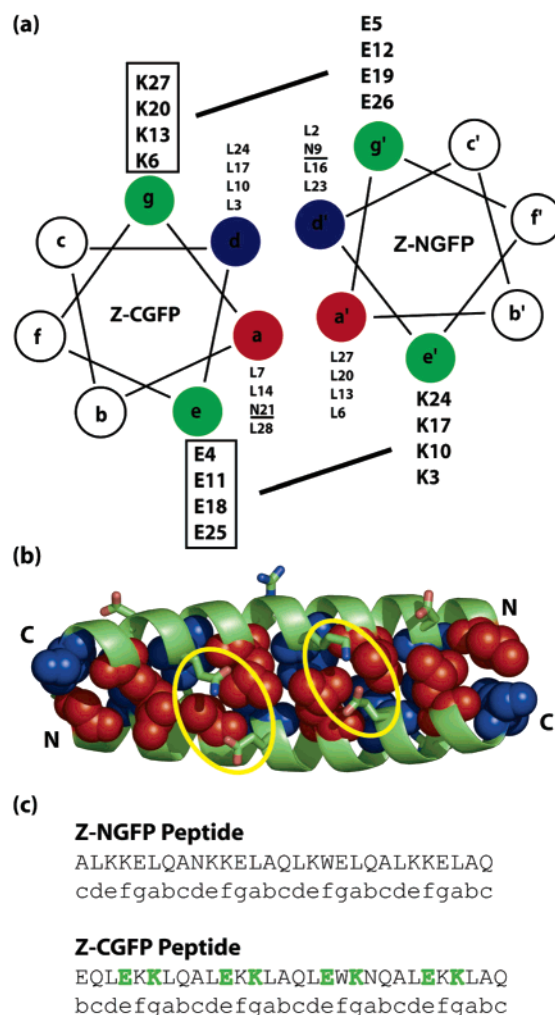 (a)
K27
K20
K13
K6
E5
E12
E19
E26
L24
L17
L10
L3
L2
N9
L16
L23
g
d
c
f
b
e
a
Z-CGFP
g'
c'
d'
f'
a'
b'
e'
Z-NGFP
L7
L14
N21
L28
L27
L20
L13
L6
E4
E11
E18
E25
K24
K17
K10
K3
(b)
C
N
N
C
(c)
Z-NGFP Peptide
ALKKELQANKKELAQLKWELQALKKELAQ
cdefgabcdefgabcdefgabcdefgabc
Z-CGFP Peptide
EQLEKKLQALEKKLAQLEWKNQALEKKLAQ
bcdefgabcdefgabcdefgabcdefgabc